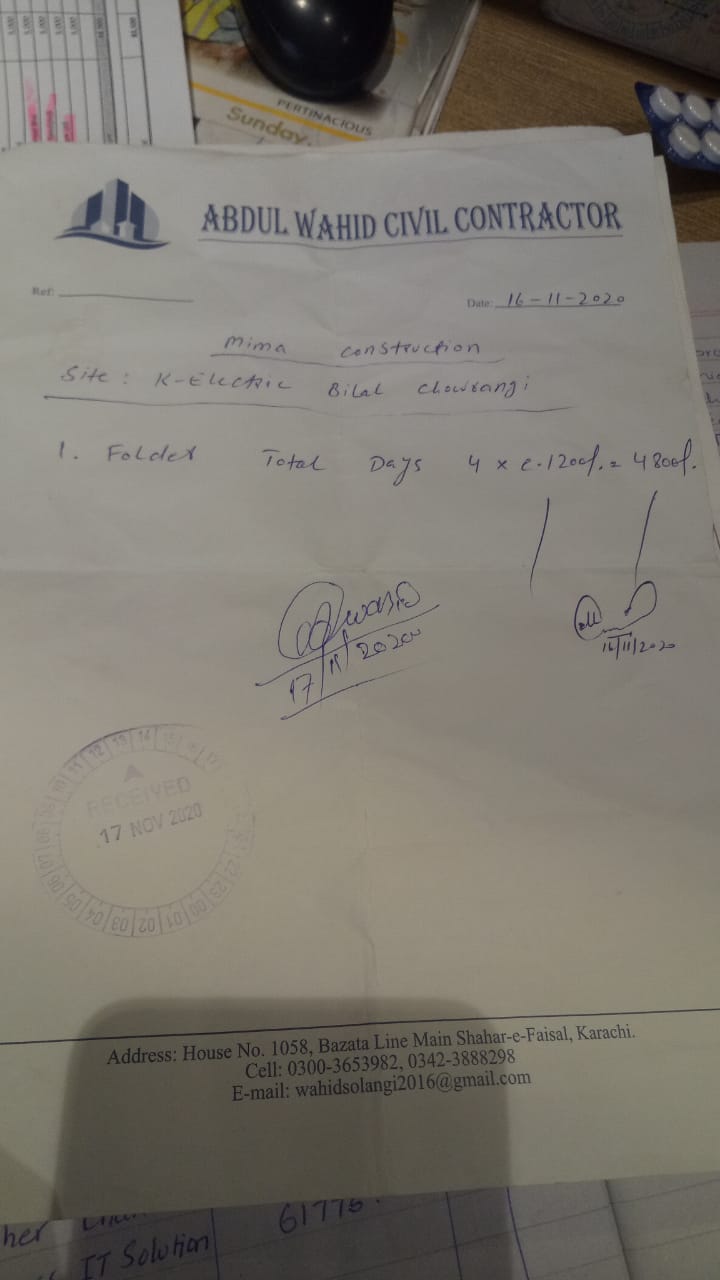 PERTINACIOUS
Sunday
ABDUL WAHID CIVIL CONTRACTOR
Ref:
Date: 16-11-2020
Mima Construction
Site: K-Electric Bilal Chowrangi
1. Folder Total Days 4 x @.1200/. = 4800/.
17/11/2020
16/11/2020
RECEIVED
17 NOV 2020
Address: House No. 1058, Bazata Line Main Shahar-e-Faisal, Karachi.
Cell: 0300-3653982, 0342-3888298
E-mail: wahidsolangi2016@gmail.com
her
61775
IT Solution